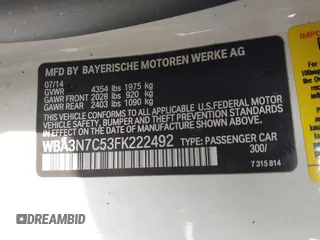 MFD BY BAYERISCHE MOTOREN WERKE AG
07/14
GVWR 4354 lbs 1975 kg
GAWR FRONT 2028 lbs 920 kg
GAWR REAR 2403 lbs 1090 kg
THIS VEHICLE CONFORMS TO ALL APPLICABLE
U.S. FEDERAL MOTOR VEHICLE SAFETY,
BUMPER, AND THEFT PREVENTION STANDARDS
IN EFFECT ON THE DATE OF MANUFACTURE
SHOWN ABOVE.
WBA3N7C53FK222492 TYPE: PASSENGER CAR
300/
7 315 814
IMPO
AutoBidMaster